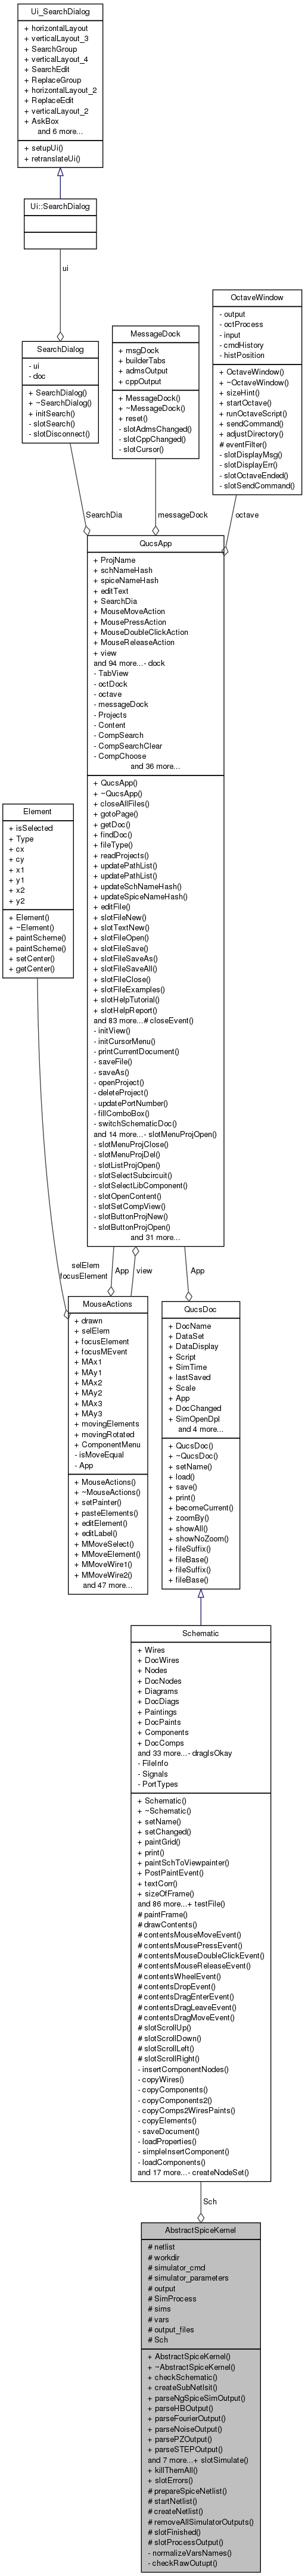 Ui_SearchDialog
+ horizontalLayout
+ verticalLayout_3
+ SearchGroup
+ verticalLayout_4
+ SearchEdit
+ ReplaceGroup
+ horizontalLayout_2
+ ReplaceEdit
+ verticalLayout_2
+ AskBox
and 6 more...
+ setupUi()
+ retranslateUi()
Ui::SearchDialog
ui
SearchDialog
- ui
- doc
+ SearchDialog()
+ ~SearchDialog()
+ initSearch()
- slotSearch()
- slotDisconnect()
MessageDock
+ msgDock
+ builderTabs
+ admsOutput
+ cppOutput
+ MessageDock()
+ ~MessageDock()
+ reset()
- slotAdmsChanged()
- slotCppChanged()
- slotCursor()
OctaveWindow
- output
- octProcess
- input
- cmdHistory
- histPosition
+ OctaveWindow()
+ ~OctaveWindow()
+ sizeHint()
+ startOctave()
+ runOctaveScript()
+ sendCommand()
+ adjustDirectory()
# eventFilter()
- slotDisplayMsg()
- slotDisplayErr()
- slotOctaveEnded()
- slotSendCommand()
SearchDia
messageDock
octave
QucsApp
+ ProjName
+ schNameHash
+ spiceNameHash
+ editText
+ SearchDia
+ MouseMoveAction
+ MousePressAction
+ MouseDoubleClickAction
+ MouseReleaseAction
+ view
and 94 more...- dock
- TabView
- octDock
- octave
- messageDock
- Projects
- Content
- CompSearch
- CompSearchClear
- CompChoose
and 36 more...
+ QucsApp()
+ ~QucsApp()
+ closeAllFiles()
+ gotoPage()
+ getDoc()
+ findDoc()
+ fileType()
+ readProjects()
+ updatePathList()
+ updatePathList()
+ updateSchNameHash()
+ updateSpiceNameHash()
+ editFile()
+ slotFileNew()
+ slotTextNew()
+ slotFileOpen()
+ slotFileSave()
+ slotFileSaveAs()
+ slotFileSaveAll()
+ slotFileClose()
+ slotFileExamples()
+ slotHelpTutorial()
+ slotHelpReport()
and 83 more...# closeEvent()
- initView()
- initCursorMenu()
- printCurrentDocument()
- saveFile()
- saveAs()
- openProject()
- deleteProject()
- updatePortNumber()
- fillComboBox()
- switchSchematicDoc()
and 14 more...- slotMenuProjOpen()
- slotMenuProjClose()
- slotMenuProjDel()
- slotListProjOpen()
- slotSelectSubcircuit()
- slotSelectLibComponent()
- slotOpenContent()
- slotSetCompView()
- slotButtonProjNew()
- slotButtonProjOpen()
and 31 more...
Element
+ isSelected
+ Type
+ cx
+ cy
+ x1
+ y1
+ x2
+ y2
+ Element()
+ ~Element()
+ paintScheme()
+ paintScheme()
+ setCenter()
+ getCenter()
selElem
focusElement
App
view
App
MouseActions
+ drawn
+ selElem
+ focusElement
+ focusMEvent
+ MAx1
+ MAy1
+ MAx2
+ MAy2
+ MAx3
+ MAy3
+ movingElements
+ movingRotated
+ ComponentMenu
- isMoveEqual
- App
+ MouseActions()
+ ~MouseActions()
+ setPainter()
+ pasteElements()
+ editElement()
+ editLabel()
+ MMoveSelect()
+ MMoveElement()
+ MMoveWire1()
+ MMoveWire2()
and 47 more...
QucsDoc
+ DocName
+ DataSet
+ DataDisplay
+ Script
+ SimTime
+ lastSaved
+ Scale
+ App
+ DocChanged
+ SimOpenDpl
and 4 more...
+ QucsDoc()
+ ~QucsDoc()
+ setName()
+ load()
+ save()
+ print()
+ becomeCurrent()
+ zoomBy()
+ showAll()
+ showNoZoom()
+ fileSuffix()
+ fileBase()
+ fileSuffix()
+ fileBase()
Schematic
+ Wires
+ DocWires
+ Nodes
+ DocNodes
+ Diagrams
+ DocDiags
+ Paintings
+ DocPaints
+ Components
+ DocComps
and 33 more...- dragIsOkay
- FileInfo
- Signals
- PortTypes
+ Schematic()
+ ~Schematic()
+ setName()
+ setChanged()
+ paintGrid()
+ print()
+ paintSchToViewpainter()
+ PostPaintEvent()
+ textCorr()
+ sizeOfFrame()
and 86 more...+ testFile()
# paintFrame()
# drawContents()
# contentsMouseMoveEvent()
# contentsMousePressEvent()
# contentsMouseDoubleClickEvent()
# contentsMouseReleaseEvent()
# contentsWheelEvent()
# contentsDropEvent()
# contentsDragEnterEvent()
# contentsDragLeaveEvent()
# contentsDragMoveEvent()
# slotScrollUp()
# slotScrollDown()
# slotScrollLeft()
# slotScrollRight()
- insertComponentNodes()
- copyWires()
- copyComponents()
- copyComponents2()
- copyComps2WiresPaints()
- copyElements()
- saveDocument()
- loadProperties()
- simpleInsertComponent()
- loadComponents()
and 17 more...- createNodeSet()
Sch
AbstractSpiceKernel
# netlist
# workdir
# simulator_cmd
# simulator_parameters
# output
# SimProcess
# sims
# vars
# output_files
# Sch
+ AbstractSpiceKernel()
+ ~AbstractSpiceKernel()
+ checkSchematic()
+ createSubNetlsit()
+ parseNgSpiceSimOutput()
+ parseHBOutput()
+ parseFourierOutput()
+ parseNoiseOutput()
+ parsePZOutput()
+ parseSTEPOutput()
and 7 more...+ slotSimulate()
+ killThemAll()
+ slotErrors()
# prepareSpiceNetlist()
# startNetlist()
# createNetlist()
# removeAllSimulatorOutputs()
# slotFinished()
# slotProcessOutput()
- normalizeVarsNames()
- checkRawOutupt()